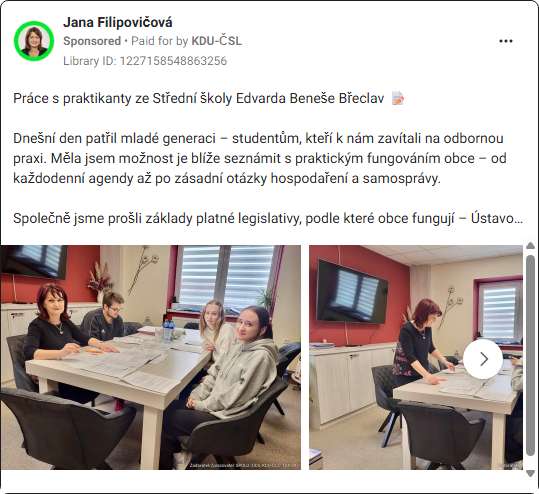 Jana Filipovičová
Sponsored • Paid for by KDU-ČSL
Library ID: 1227158548863256
Práce s praktikanty ze Střední školy Edvarda Beneše Břeclav 📝
Dnešní den patřil mladé generaci – studentům, kteří k nám zavítali na odbornou
praxi. Měla jsem možnost je blíže seznámit s praktickým fungováním obce – od
každodenní agendy až po zásadní otázky hospodaření a samosprávy.
Společně jsme prošli základy platné legislativy, podle které obce fungují – Ústavo...